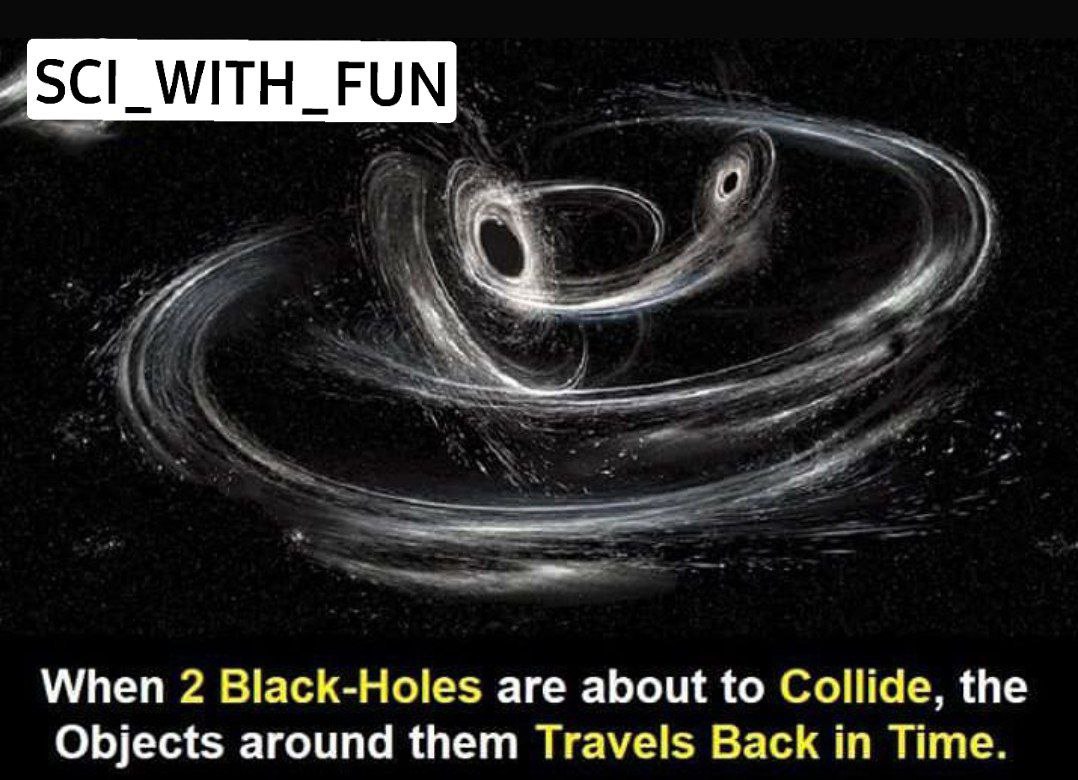 SCI_WITH_FUN
When 2 Black-Holes are about to Collide, the
Objects around them Travels Back in Time.